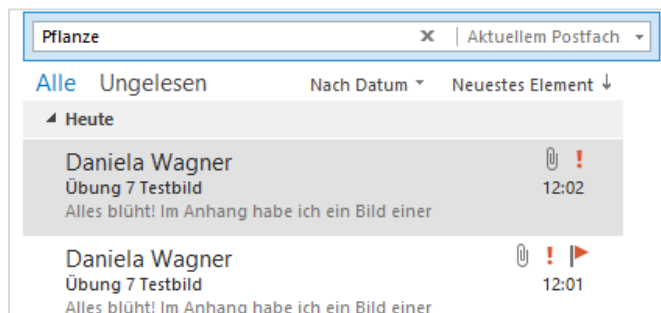 Pflanze Aktuellem Postfach
Alle Ungelesen Nach Datum Neuestes Element
Heute
Daniela Wagner
Übung 7 Testbild 12:02
Alles blüht! Im Anhang habe ich ein Bild einer
Daniela Wagner
Übung 7 Testbild 12:01
Alles blüht! Im Anhang habe ich ein Bild einer